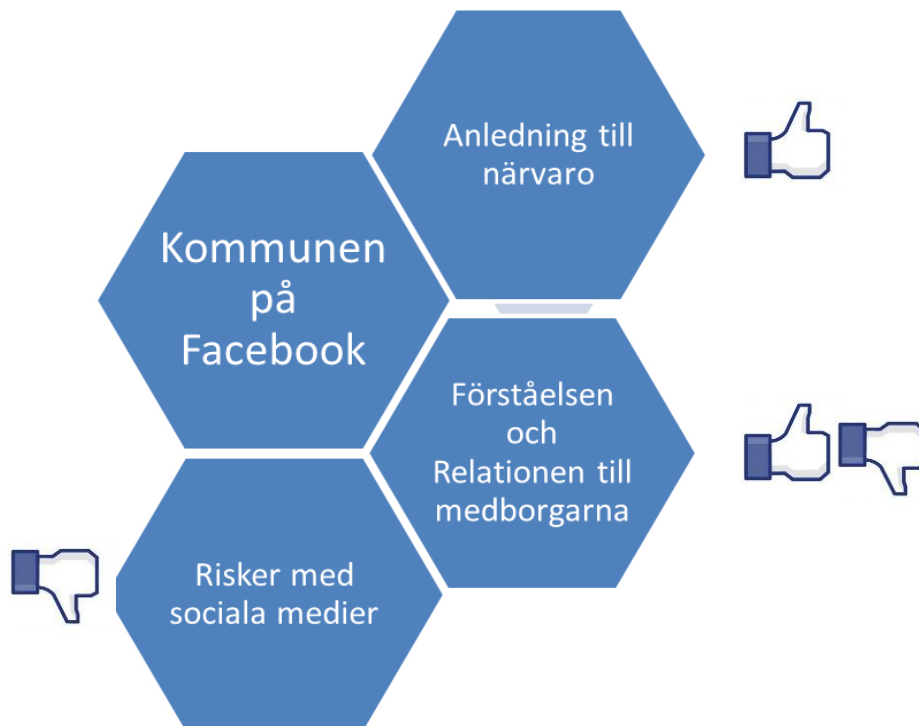 Anledning till
närvaro
Kommunen
på
Facebook
Förståelsen
och
Relationen till
medborgarna
Risker med
sociala medier